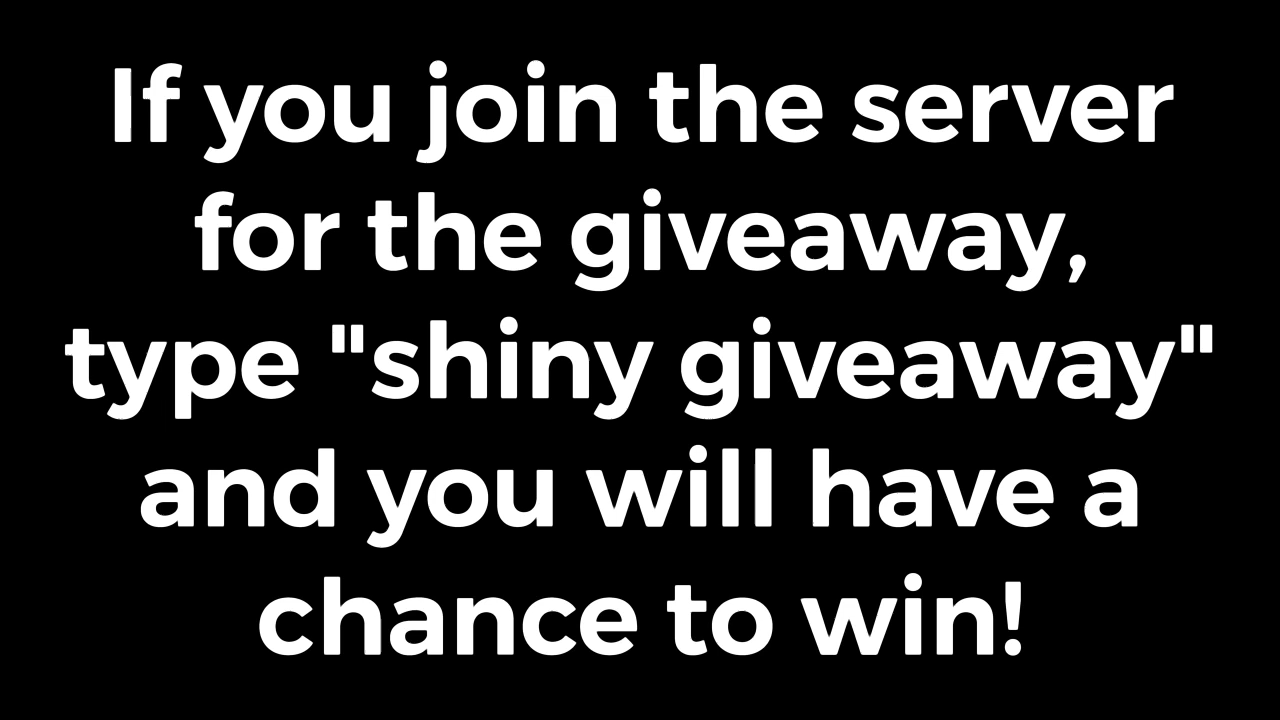 If you join the server
for the giveaway,
type "shiny giveaway"
and you will have a
chance to win!